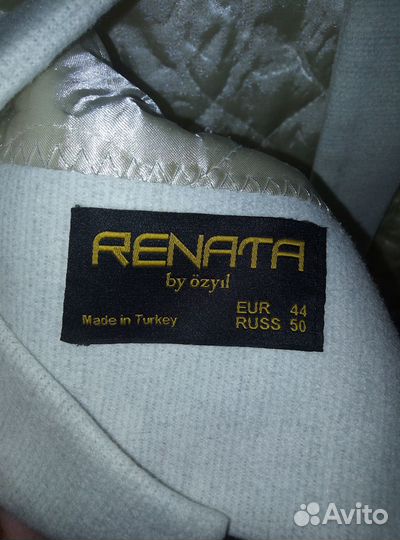 RENATA
by özyıl
Made in Turkey
EUR 44
RUSS 50
Avito